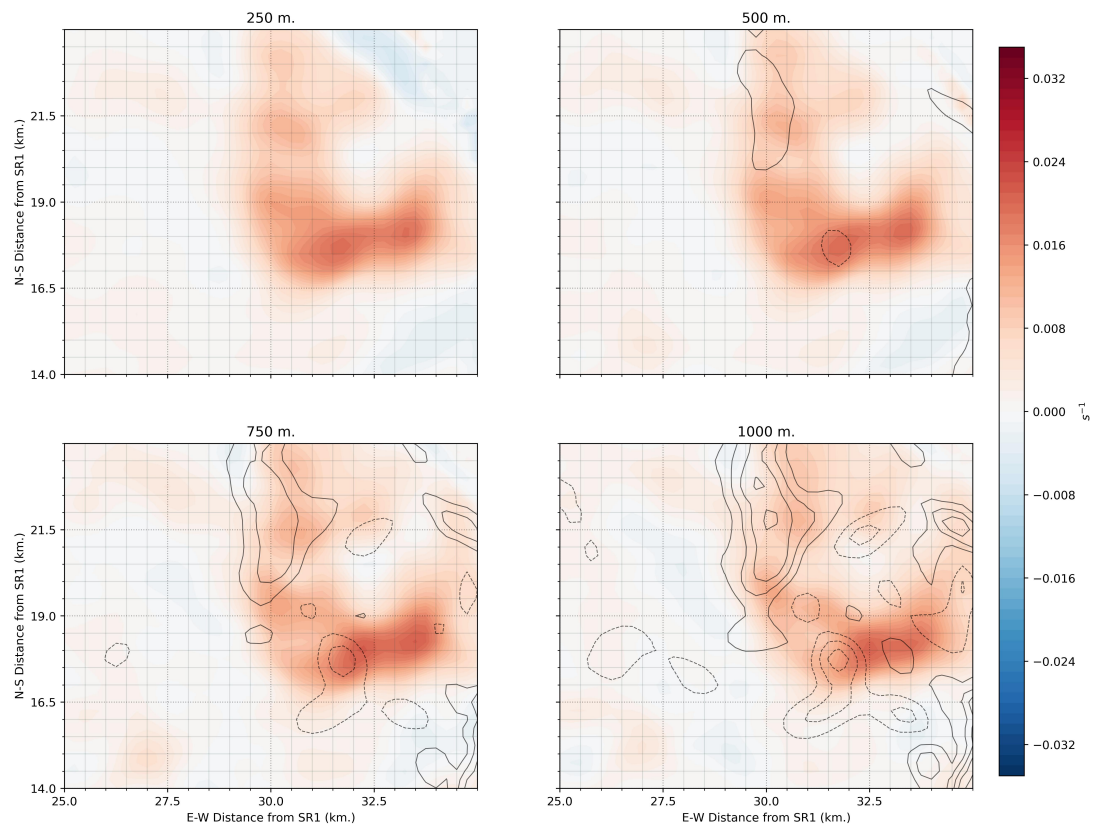 250 m.
500 m.
N-S Distance from SR1 (km.)
21.5
19.0
16.5
14.0
750 m.
1000 m.
N-S Distance from SR1 (km.)
21.5
19.0
16.5
14.0
25.0 27.5 30.0 32.5
25.0 27.5 30.0 32.5
E-W Distance from SR1 (km.)
E-W Distance from SR1 (km.)
0.032
0.024
0.016
0.008
0.000
−0.008
−0.016
−0.024
−0.032
s⁻¹